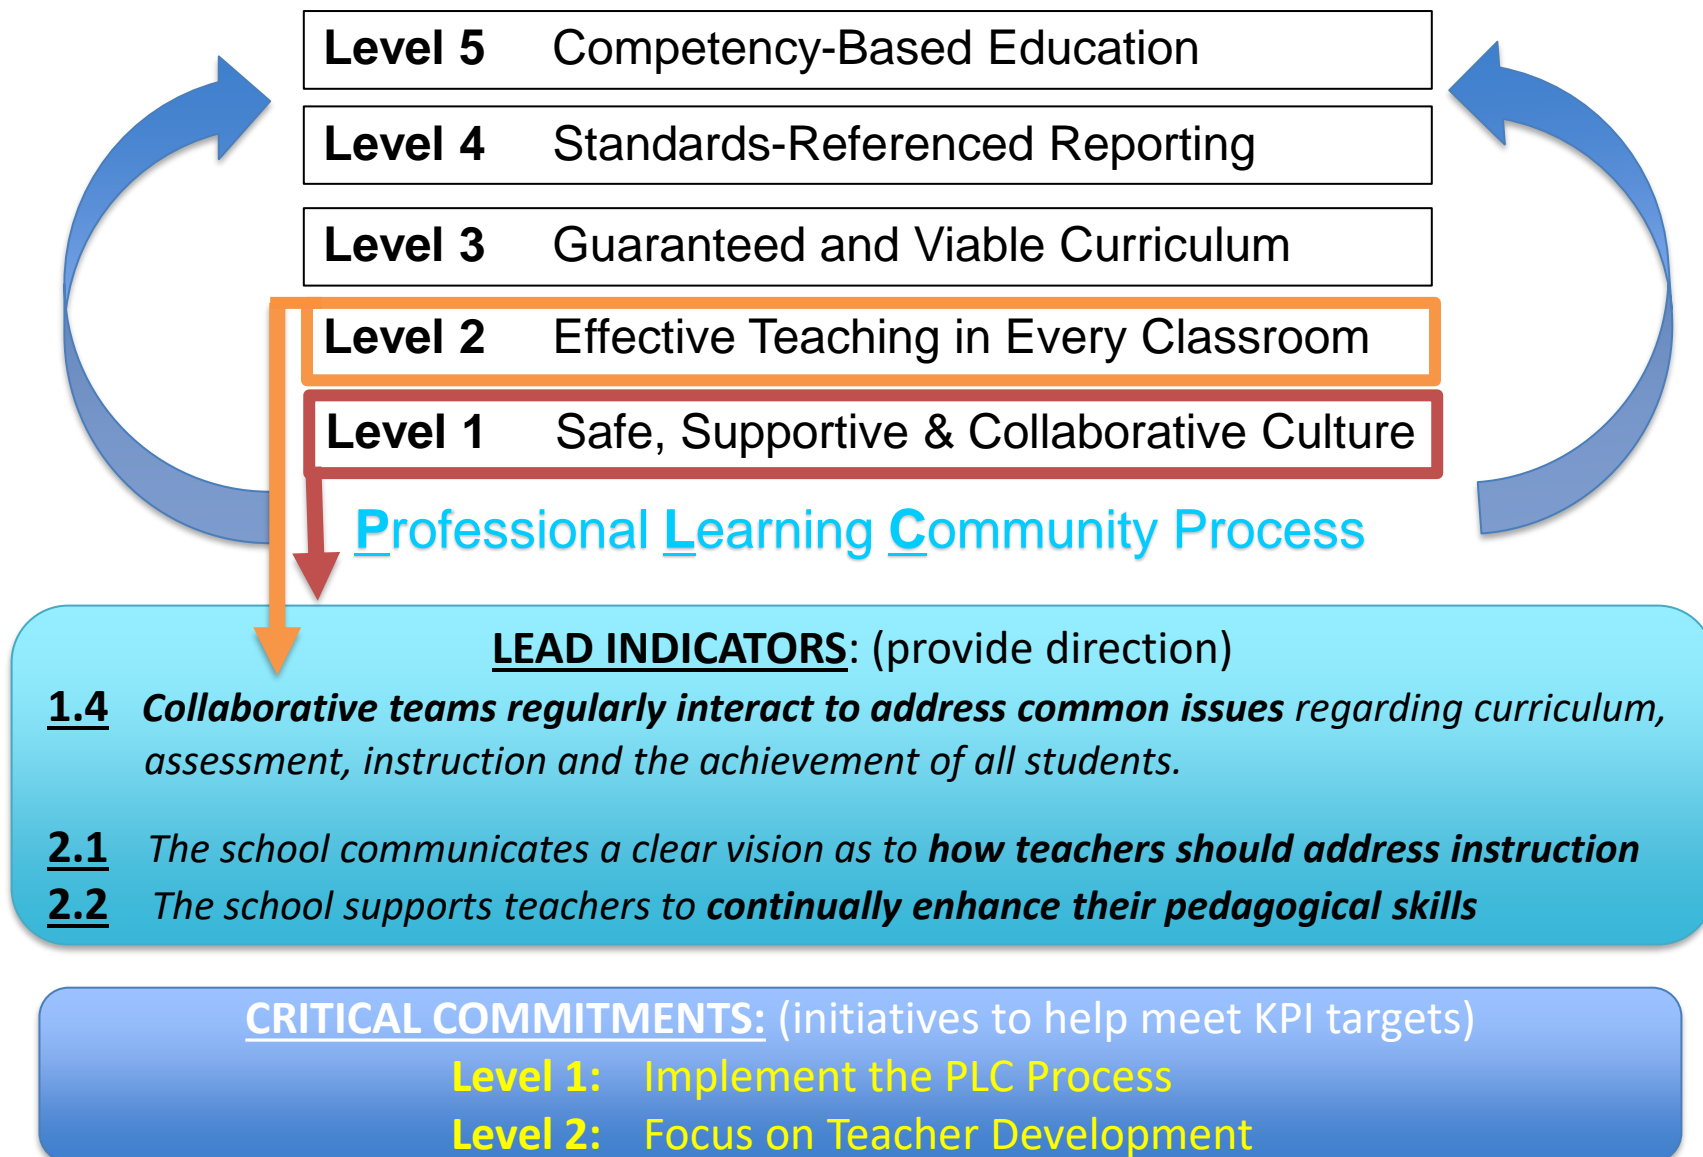 Level 5 Competency-Based Education
Level 4 Standards-Referenced Reporting
Level 3 Guaranteed and Viable Curriculum
Level 2 Effective Teaching in Every Classroom
Level 1 Safe, Supportive & Collaborative Culture
Professional Learning Community Process
LEAD INDICATORS: (provide direction)
1.4 Collaborative teams regularly interact to address common issues regarding curriculum,
assessment, instruction and the achievement of all students.
2.1 The school communicates a clear vision as to how teachers should address instruction
2.2 The school supports teachers to continually enhance their pedagogical skills
CRITICAL COMMITMENTS: (initiatives to help meet KPI targets)
Level 1: Implement the PLC Process
Level 2: Focus on Teacher Development